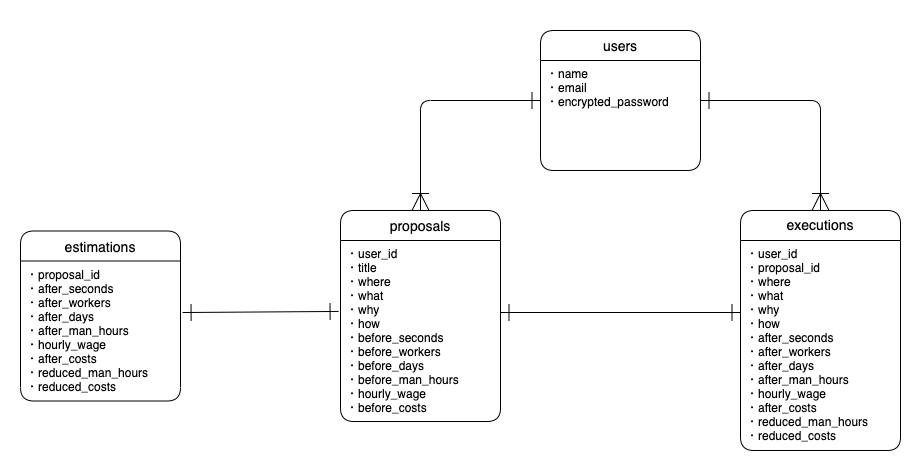 users
・name
・email
・encrypted_password
estimations
・proposal_id
・after_seconds
・after_workers
・after_days
・after_man_hours
・hourly_wage
・after_costs
・reduced_man_hours
・reduced_costs
proposals
・user_id
・title
・where
・what
・why
・how
・before_seconds
・before_workers
・before_days
・before_man_hours
・hourly_wage
・before_costs
executions
・user_id
・proposal_id
・where
・what
・why
・how
・after_seconds
・after_workers
・after_days
・after_man_hours
・hourly_wage
・after_costs
・reduced_man_hours
・reduced_costs